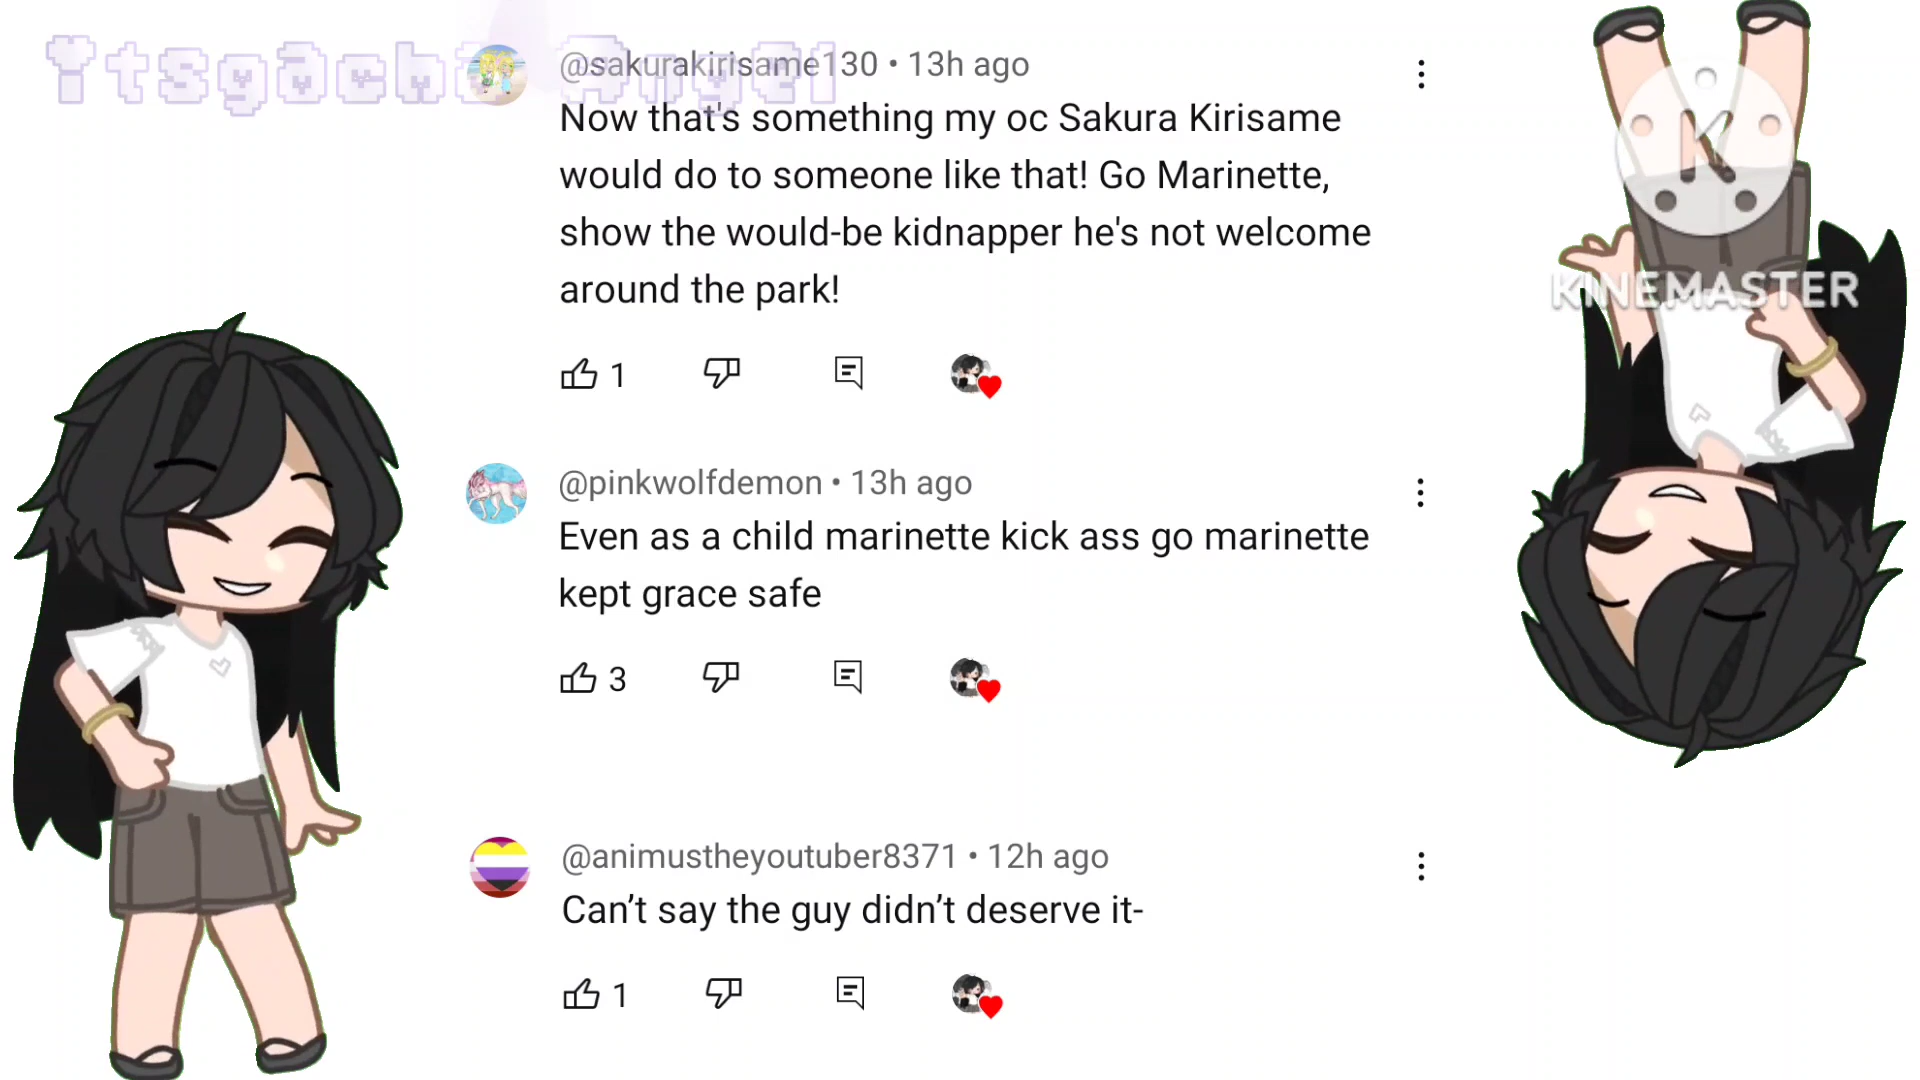 Itsgacha Angel
@sakurakirisame130 • 13h ago
Now that's something my oc Sakura Kirisame
would do to someone like that! Go Marinette,
show the would-be kidnapper he's not welcome
around the park!
1
K
KINEMASTER
@pinkwolfdemon • 13h ago
Even as a child marinette kick ass go marinette
kept grace safe
3
@animustheyoutuber8371 • 12h ago
Can’t say the guy didn’t deserve it-
1